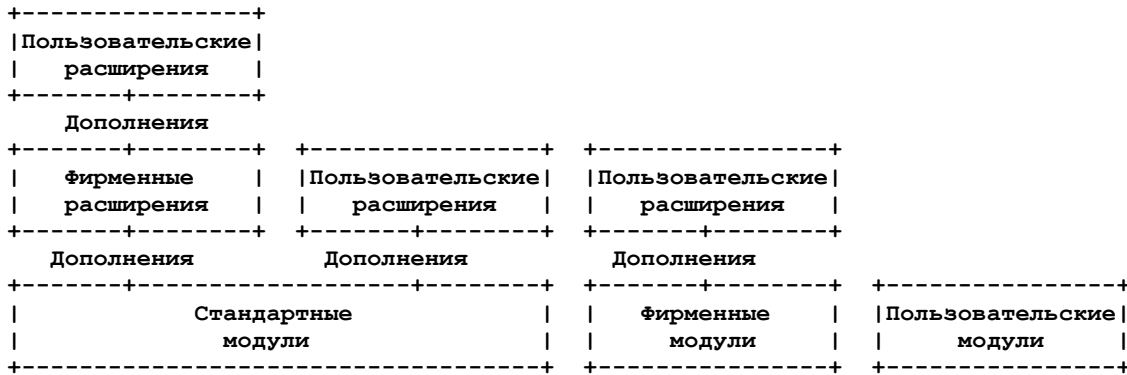 Пользовательские
расширения
Дополнения
Фирменные Пользовательские Пользовательские
расширения расширения расширения
Дополнения Дополнения Дополнения
Стандартные Фирменные Пользовательские
модули модули модули